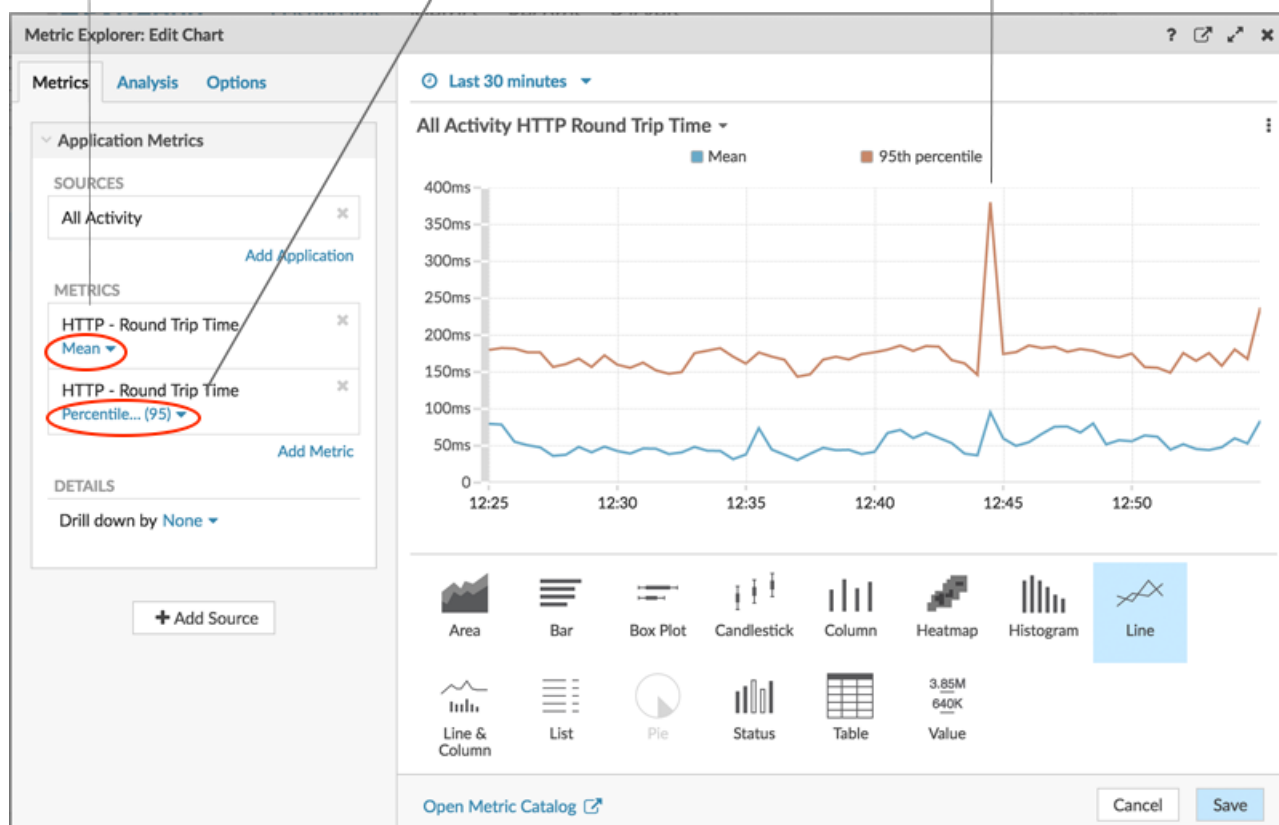 Metric Explorer: Edit Chart
?
Metrics Analysis Options
Last 30 minutes
Application Metrics
SOURCES
All Activity
Add Application
METRICS
HTTP - Round Trip Time
Mean
HTTP - Round Trip Time
Percentile... (95)
Add Metric
DETAILS
Drill down by None
+ Add Source
All Activity HTTP Round Trip Time
Mean 95th percentile
400ms
350ms
300ms
250ms
200ms
150ms
100ms
50ms
0
12:25 12:30 12:35 12:40 12:45 12:50
Area Bar Box Plot Candlestick Column Heatmap Histogram Line
3.85M
640K
Line & Column List Pie Status Table Value
Open Metric Catalog
Cancel Save